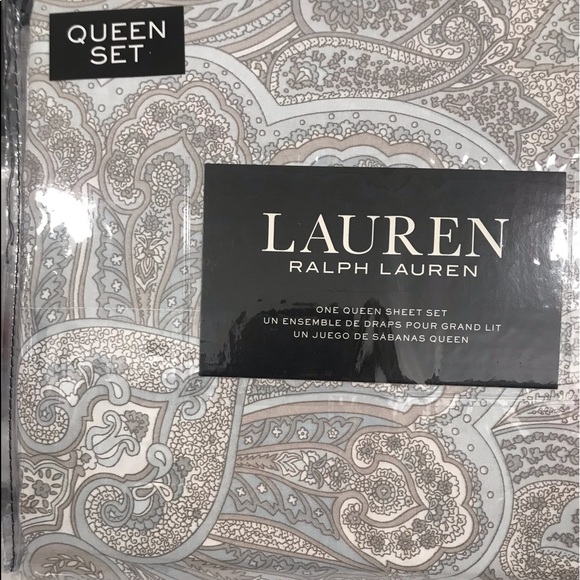 QUEEN
SET
LAUREN
RALPH LAUREN
ONE QUEEN SHEET SET
UN ENSEMBLE DE DRAPS POUR GRAND LIT
UN JUEGO DE SÁBANAS QUEEN